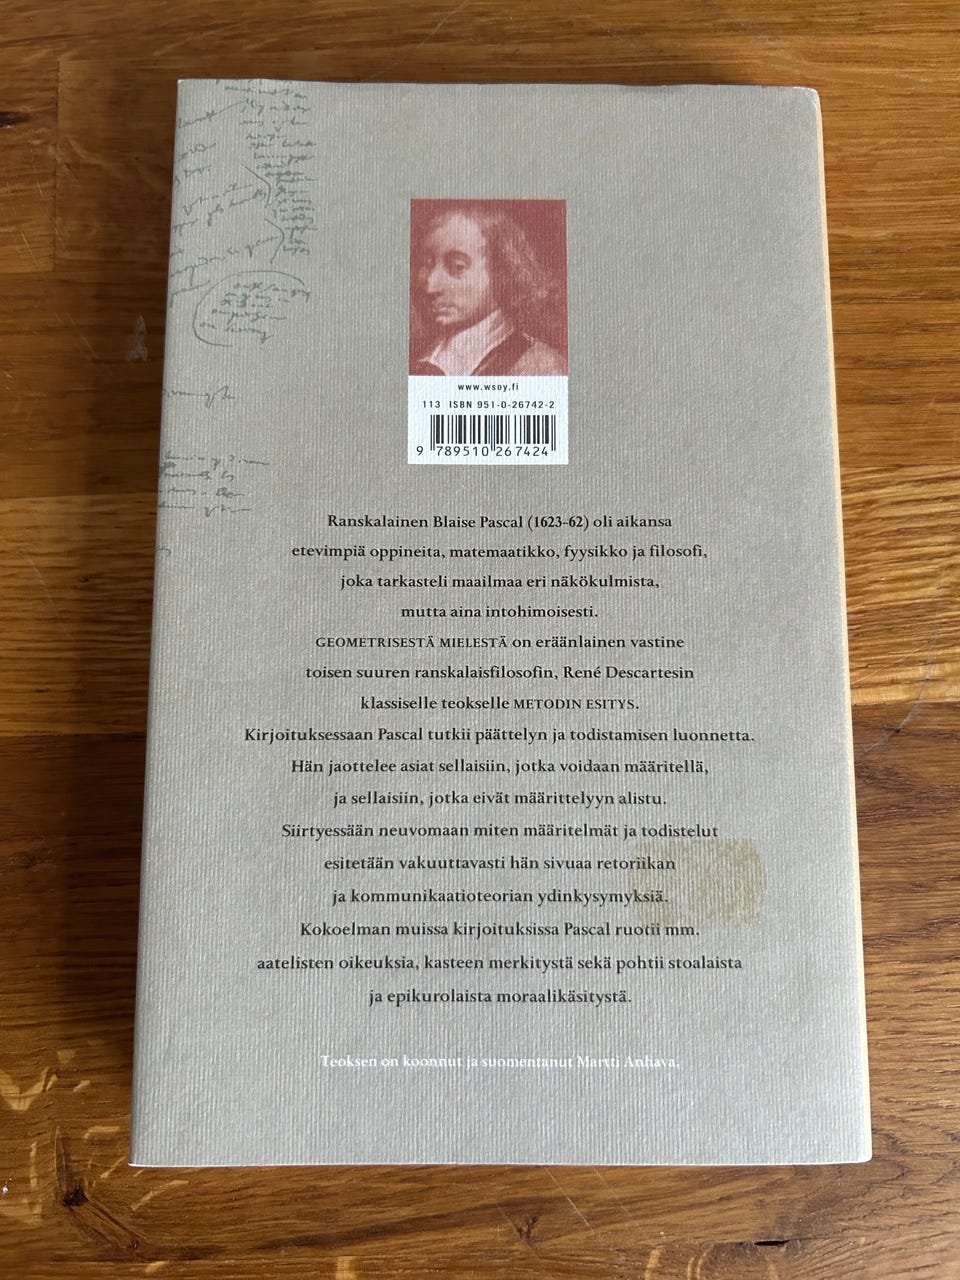 www.wsoy.fi
113 ISBN 951-0-26742-2
9 789510 267424
Ranskalainen Blaise Pascal (1623-62) oli aikansa
etevimpiä oppineita, matemaatikko, fyysikko ja filosofi,
joka tarkasteli maailmaa eri näkökulmista,
mutta aina intohimoisesti.
GEOMETRISESTÄ MIELESTÄ on eräänlainen vastine
toisen suuren ranskalaisfilosofin, René Descartesin
klassiselle teokselle METODIN ESITYS.
Kirjoituksessaan Pascal tutkii päättelyn ja todistamisen luonnetta.
Hän jaottelee asiat sellaisiin, jotka voidaan määritellä,
ja sellaisiin, jotka eivät määrittelyyn alistu.
Siirtyessään neuvomaan miten määritelmät ja todistelut
esitetään vakuuttavasti hän sivuaa retoriikan
ja kommunikaatioteorian ydinkysymyksiä.
Kokoelman muissa kirjoituksissa Pascal ruotii mm.
aatelisten oikeuksia, kasteen merkitystä sekä pohtii stoalaista
ja epikurolaista moraalikäsitystä.
Teoksen on koonnut ja suomentanut Martti Anhava.